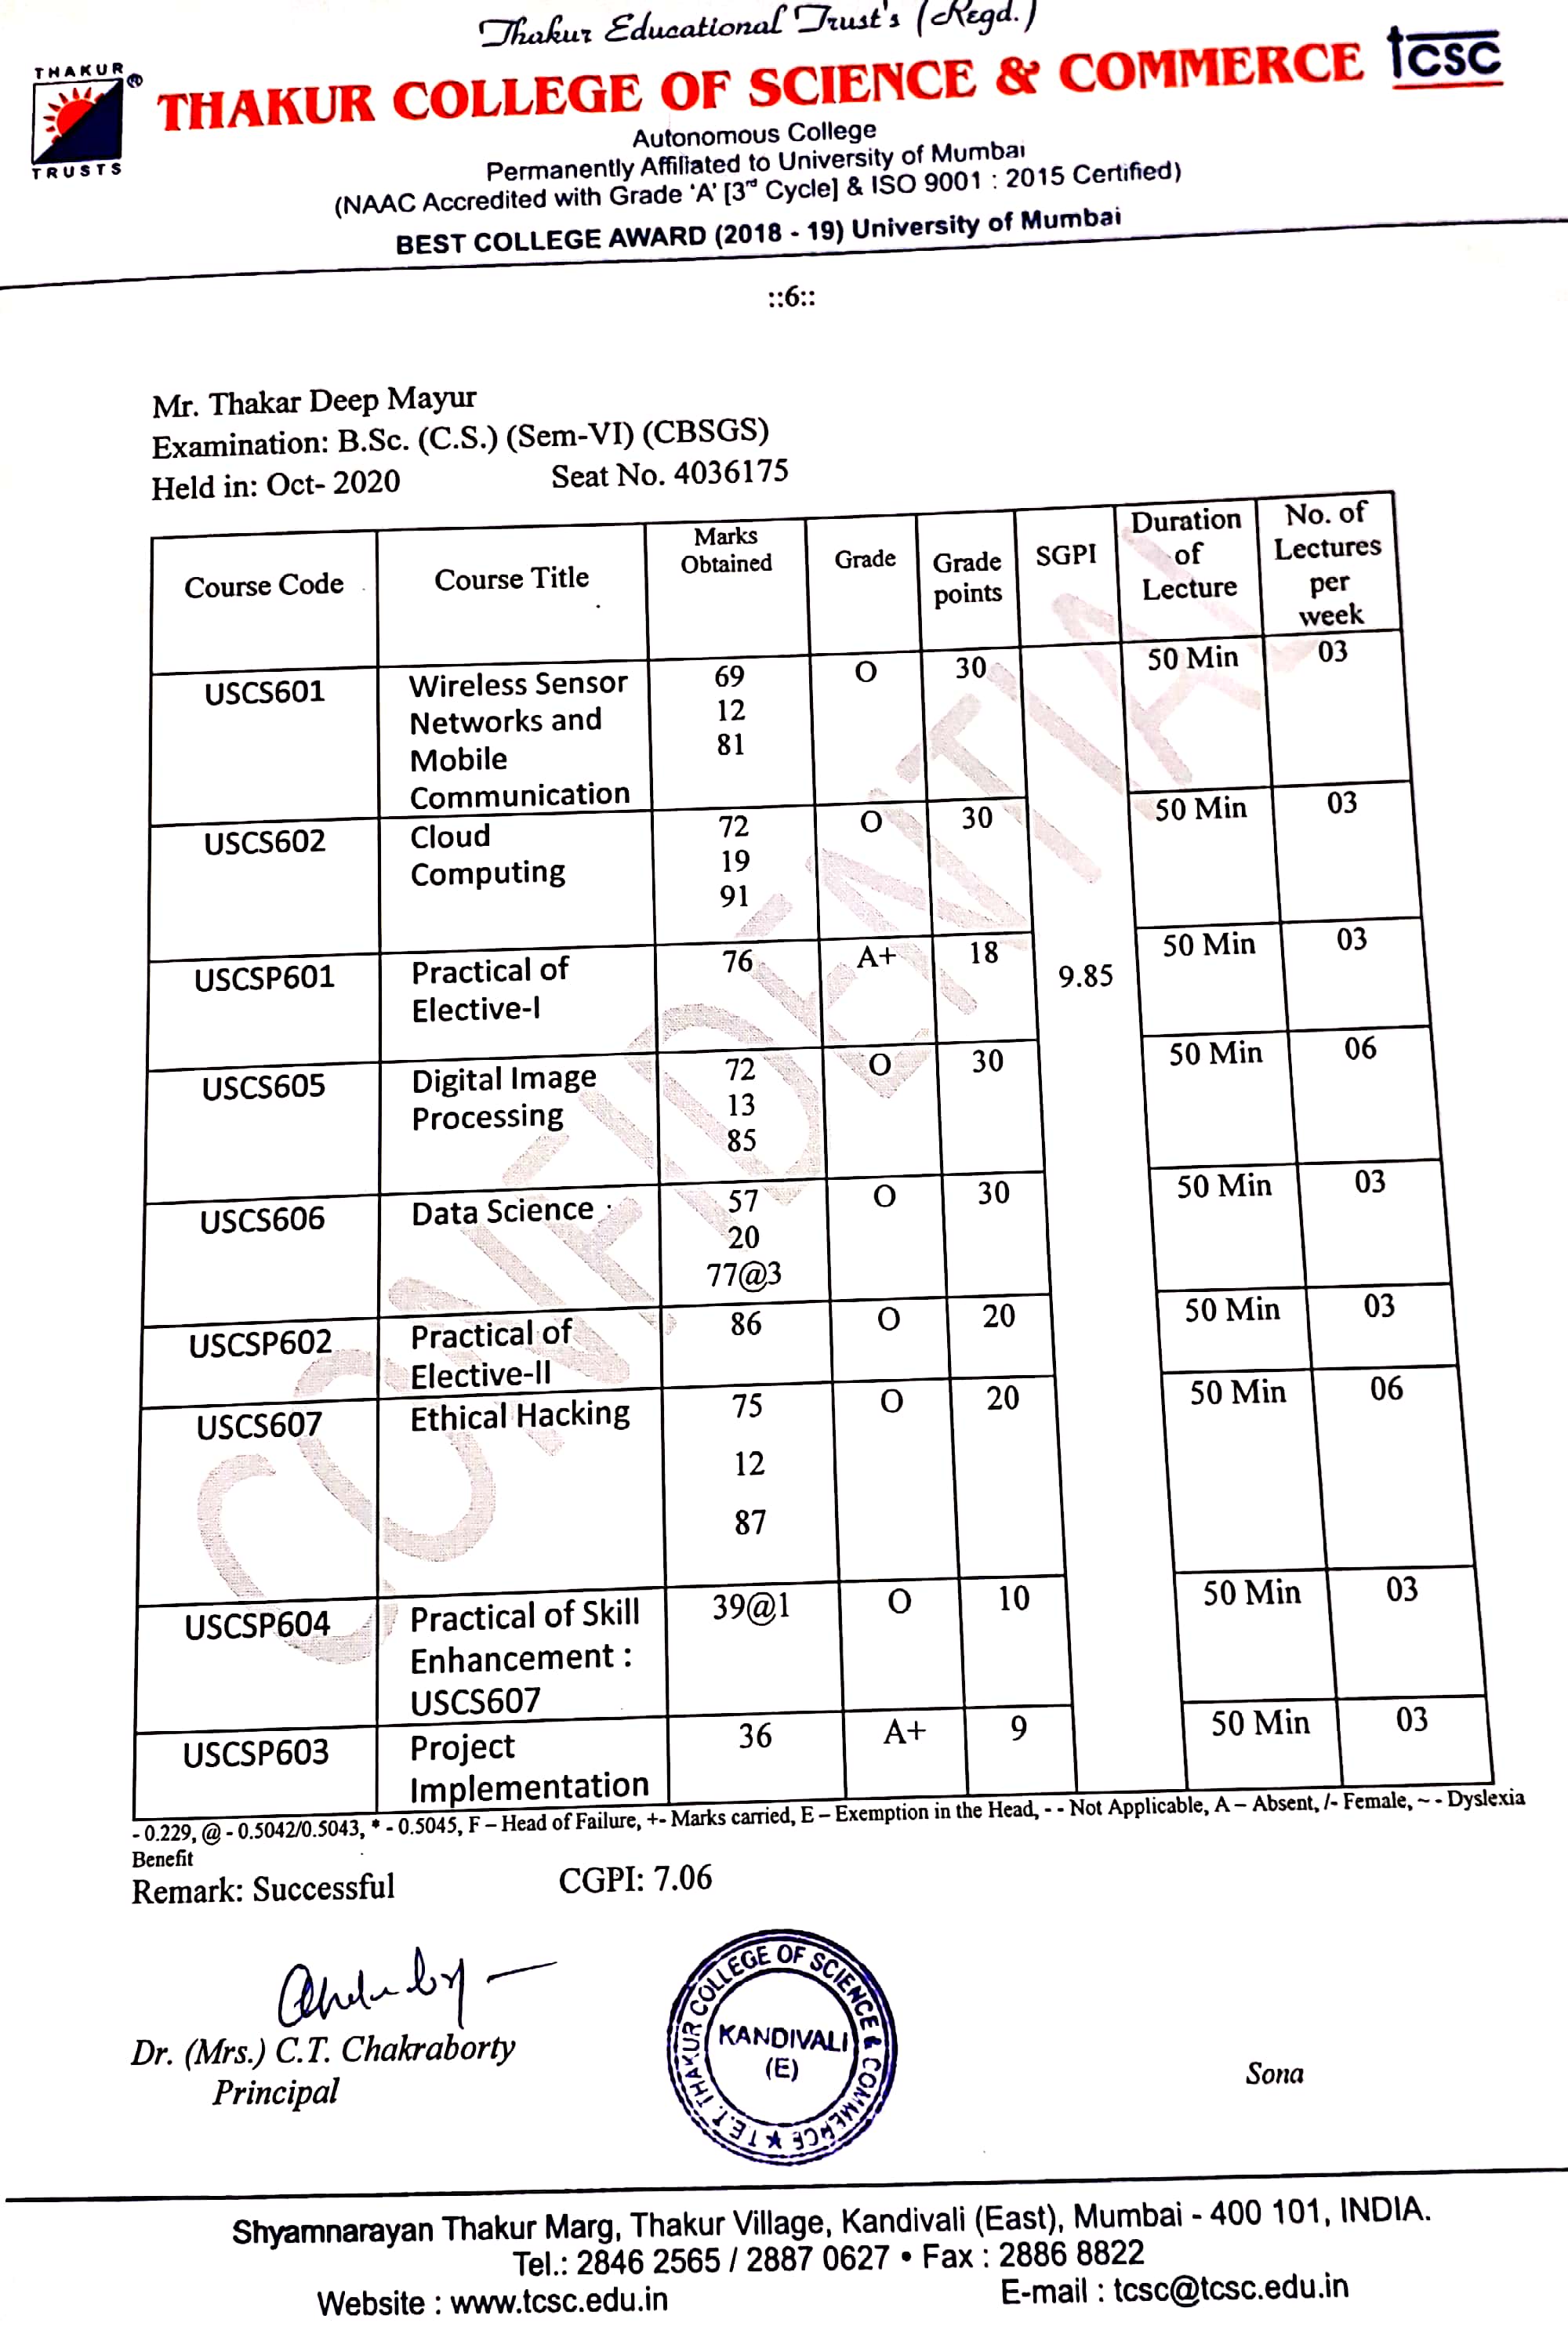 Thakur Educational Trust's (Regd.)
THAKUR
TRUSTS
®
THAKUR COLLEGE OF SCIENCE & COMMERCE
tcsc
Autonomous College
Permanently Affiliated to University of Mumbai
(NAAC Accredited with Grade 'A' [3rd Cycle] & ISO 9001 : 2015 Certified)
BEST COLLEGE AWARD (2018 - 19) University of Mumbai
::6::
Mr. Thakar Deep Mayur
Examination: B.Sc. (C.S.) (Sem-VI) (CBSGS)
Held in: Oct- 2020 Seat No. 4036175
Course Code Course Title Marks Obtained Grade Grade points SGPI Duration of Lecture No. of Lectures per week
USCS601 Wireless Sensor Networks and Mobile Communication 69 12 81 O 30 50 Min 03
USCS602 Cloud Computing 72 19 91 O 30 50 Min 03
USCSP601 Practical of Elective-I 76 A+ 18 9.85 50 Min 03
USCS605 Digital Image Processing 72 13 85 O 30 50 Min 06
USCS606 Data Science 57 20 77@3 O 30 50 Min 03
USCSP602 Practical of Elective-II 86 O 20 50 Min 03
USCS607 Ethical Hacking 75 12 87 O 20 50 Min 06
USCSP604 Practical of Skill Enhancement : USCS607 39@1 O 10 50 Min 03
USCSP603 Project Implementation 36 A+ 9 50 Min 03
CONFIDENTIAL
- 0.229, @ - 0.5042/0.5043, * - 0.5045, F – Head of Failure, +- Marks carried, E – Exemption in the Head, - - Not Applicable, A – Absent, /- Female, ~ - Dyslexia
Benefit
Remark: Successful CGPI: 7.06
Dr. (Mrs.) C.T. Chakraborty
Principal
T.E.T. THAKUR COLLEGE OF SCIENCE & COMMERCE ★
KANDIVALI
(E)
Sona
Shyamnarayan Thakur Marg, Thakur Village, Kandivali (East), Mumbai - 400 101, INDIA.
Tel.: 2846 2565 / 2887 0627 • Fax : 2886 8822
Website : www.tcsc.edu.in E-mail : tcsc@tcsc.edu.in